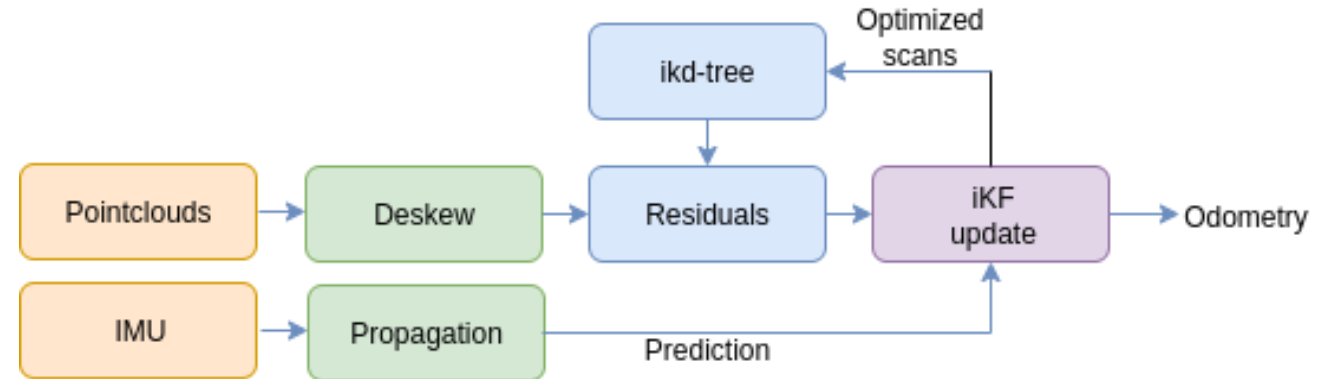 Optimized
scans
ikd-tree
Pointclouds
Deskew
Residuals
iKF
update
Odometry
IMU
Propagation
Prediction